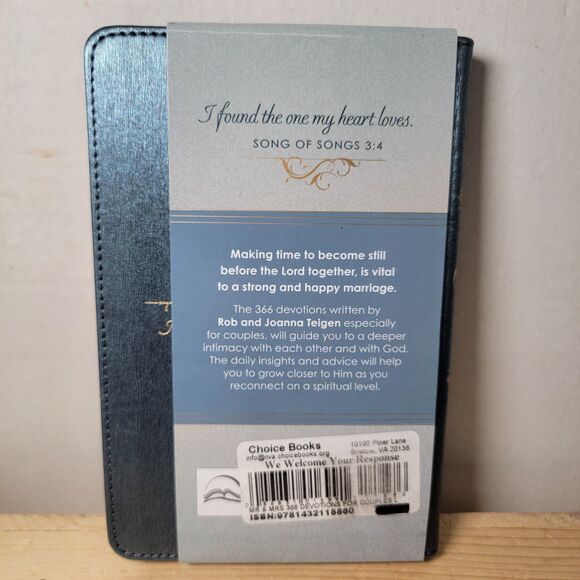 I found the one my heart loves.
SONG OF SONGS 3:4
Making time to become still
before the Lord together, is vital
to a strong and happy marriage.
The 366 devotions written by
Rob and Joanna Teigen especially
for couples, will guide you to a deeper
intimacy with each other and with God.
The daily insights and advice will help
you to grow closer to Him as you
reconnect on a spiritual level.
Choice Books 10100 Piper Lane
info@nva.choicebooks.org Bristow, VA 20136
We Welcome Your Response
MR & MRS 366 DEVOTIONS FOR COUPLES L
ISBN:9781432118860